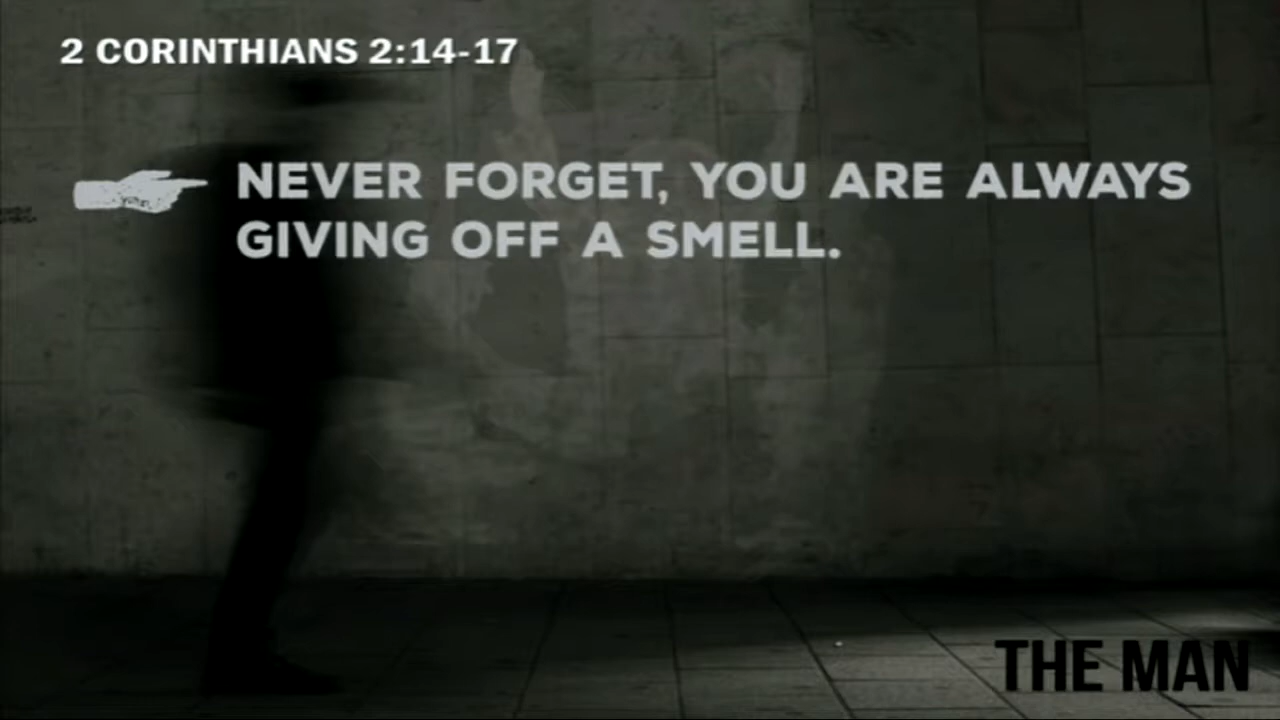 2 CORINTHIANS 2:14-17
NEVER FORGET, YOU ARE ALWAYS
GIVING OFF A SMELL.
THE MAN